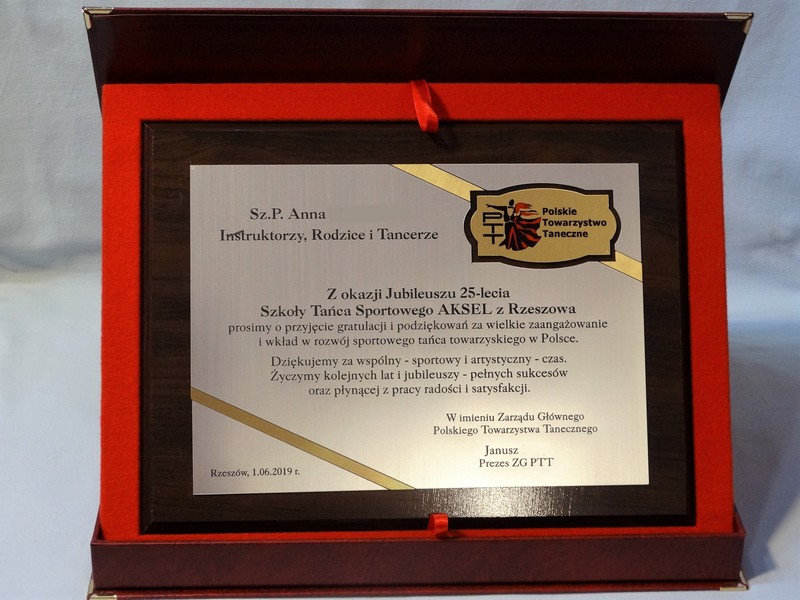 Sz.P. Anna
Instruktorzy, Rodzice i Tancerze
PTT
Polskie
Towarzystwo
Taneczne
Z okazji Jubileuszu 25-lecia
Szkoły Tańca Sportowego AKSEL z Rzeszowa
prosimy o przyjęcie gratulacji i podziękowań za wielkie zaangażowanie
i wkład w rozwój sportowego tańca towarzyskiego w Polsce.
Dziękujemy za wspólny - sportowy i artystyczny - czas.
Życzymy kolejnych lat i jubileuszy - pełnych sukcesów
oraz płynącej z pracy radości i satysfakcji.
W imieniu Zarządu Głównego
Polskiego Towarzystwa Tanecznego
Janusz
Prezes ZG PTT
Rzeszów, 1.06.2019 r.